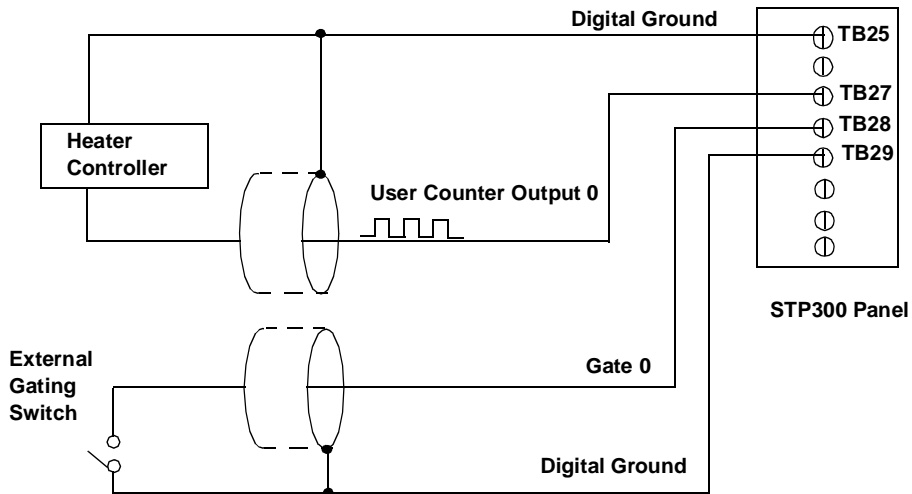 Digital Ground
TB25
TB27
TB28
TB29
Heater
Controller
User Counter Output 0
STP300 Panel
External
Gating
Switch
Gate 0
Digital Ground